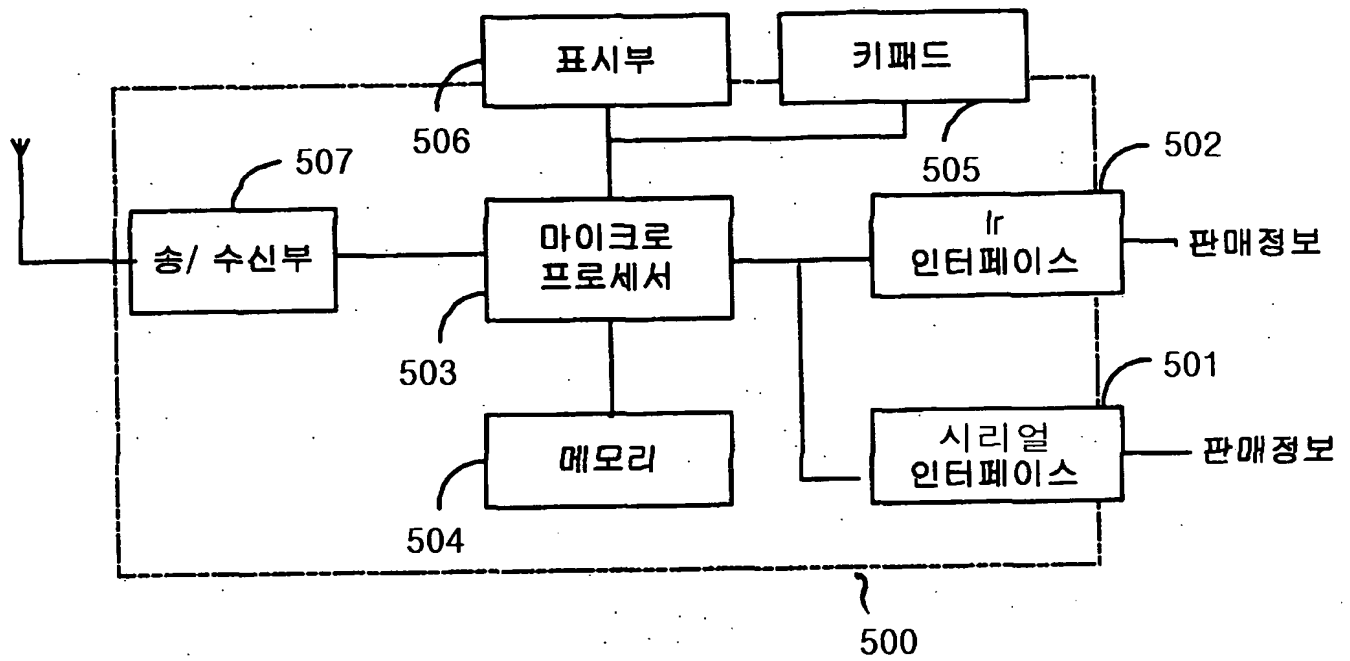 표시부
키패드
506
505
507
502
송/ 수신부
마이크로
프로세서
Ir
인터페이스
판매정보
503
501
메모리
시리얼
인터페이스
판매정보
504
500